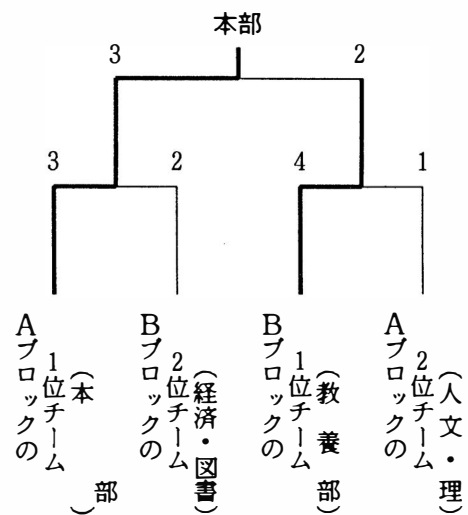 本部
3
2
3
2
4
1
Aブロックの
1位チーム
（本部）
Bブロックの
2位チーム
（経済・図書）
Bブロックの
1位チーム
（教養部）
Aブロックの
2位チーム
（人文・理）